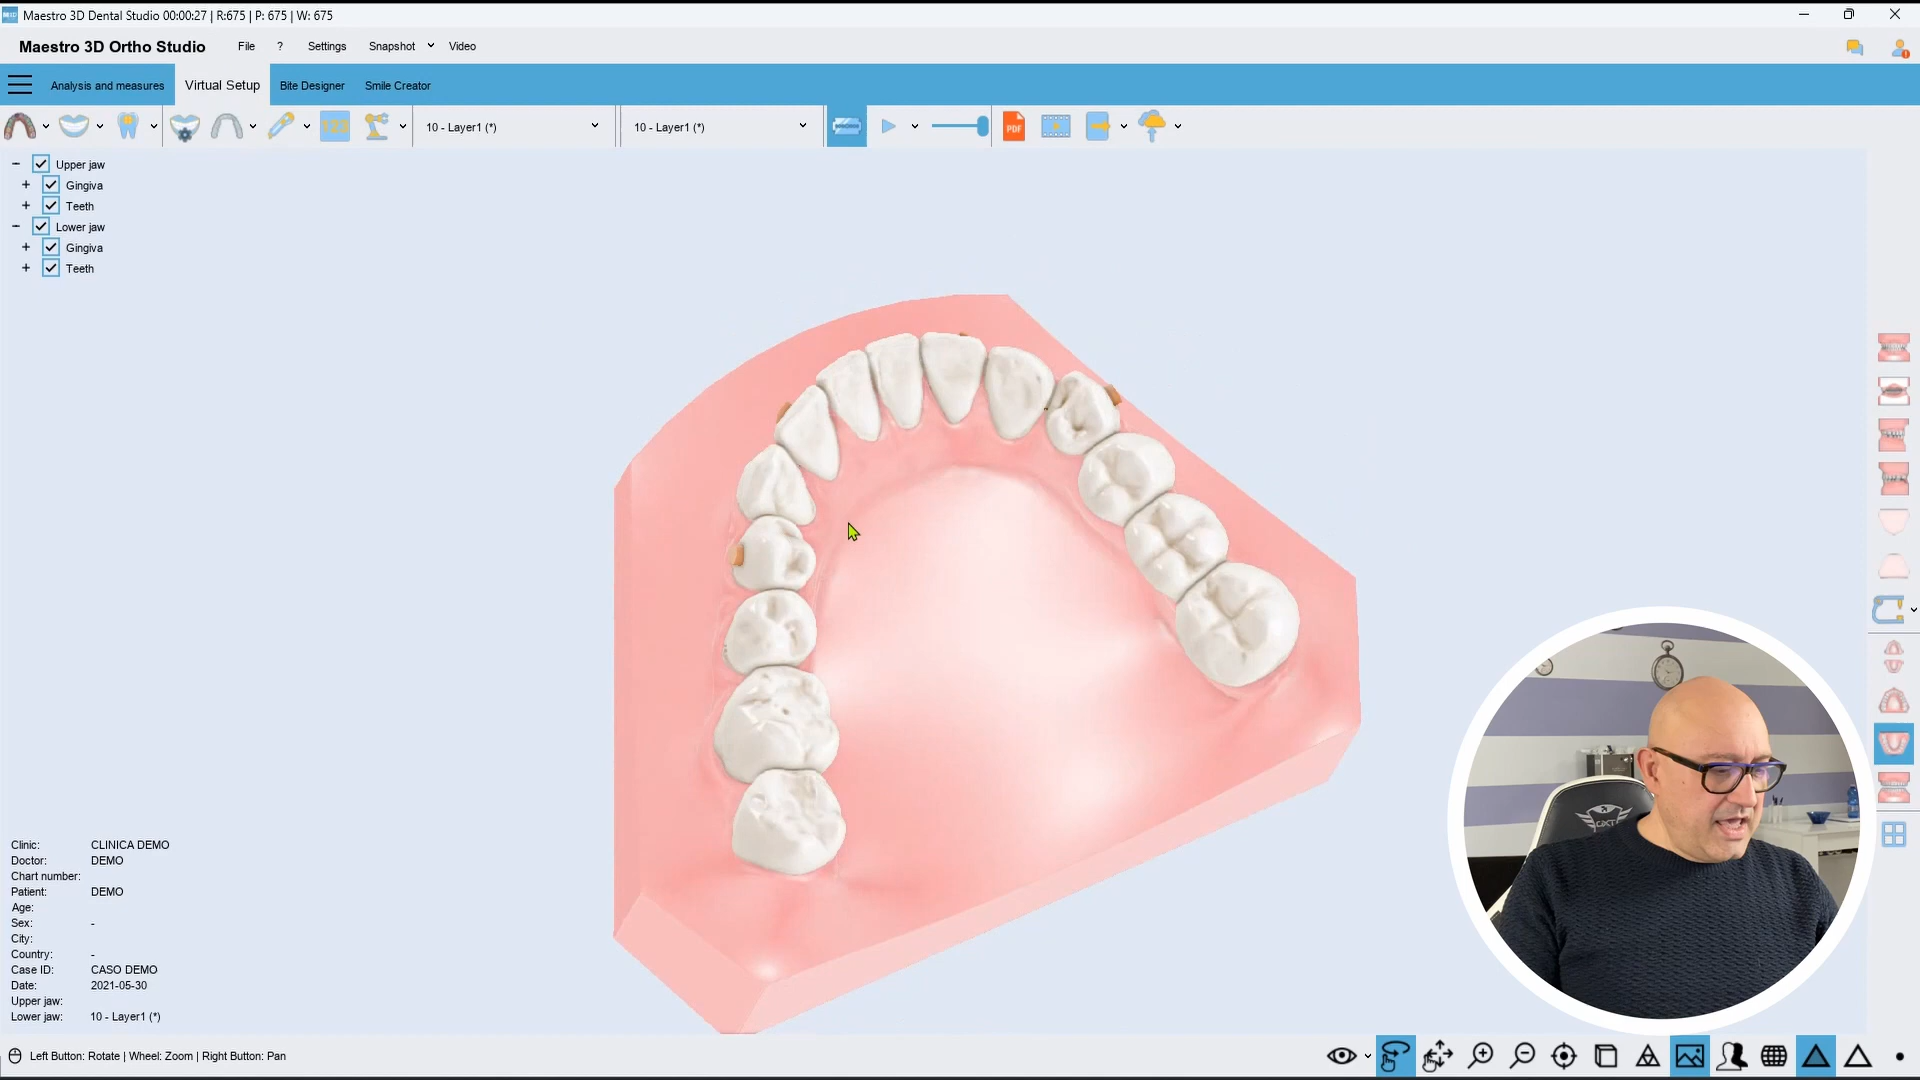 Maestro 3D Dental Studio 00:00:27 | R:675 | P: 675 | W: 675
Maestro 3D Ortho Studio File ? Settings Snapshot Video
Analysis and measures Virtual Setup Bite Designer Smile Creator
123 10 - Layer1 (*) 10 - Layer1 (*) PDF
Upper jaw
Gingiva
Teeth
Lower jaw
Gingiva
Teeth
Clinic: CLINICA DEMO
Doctor: DEMO
Chart number:
Patient: DEMO
Age:
Sex: -
City:
Country: -
Case ID: CASO DEMO
Date: 2021-05-30
Upper jaw:
Lower jaw: 10 - Layer1 (*)
Left Button: Rotate | Wheel: Zoom | Right Button: Pan